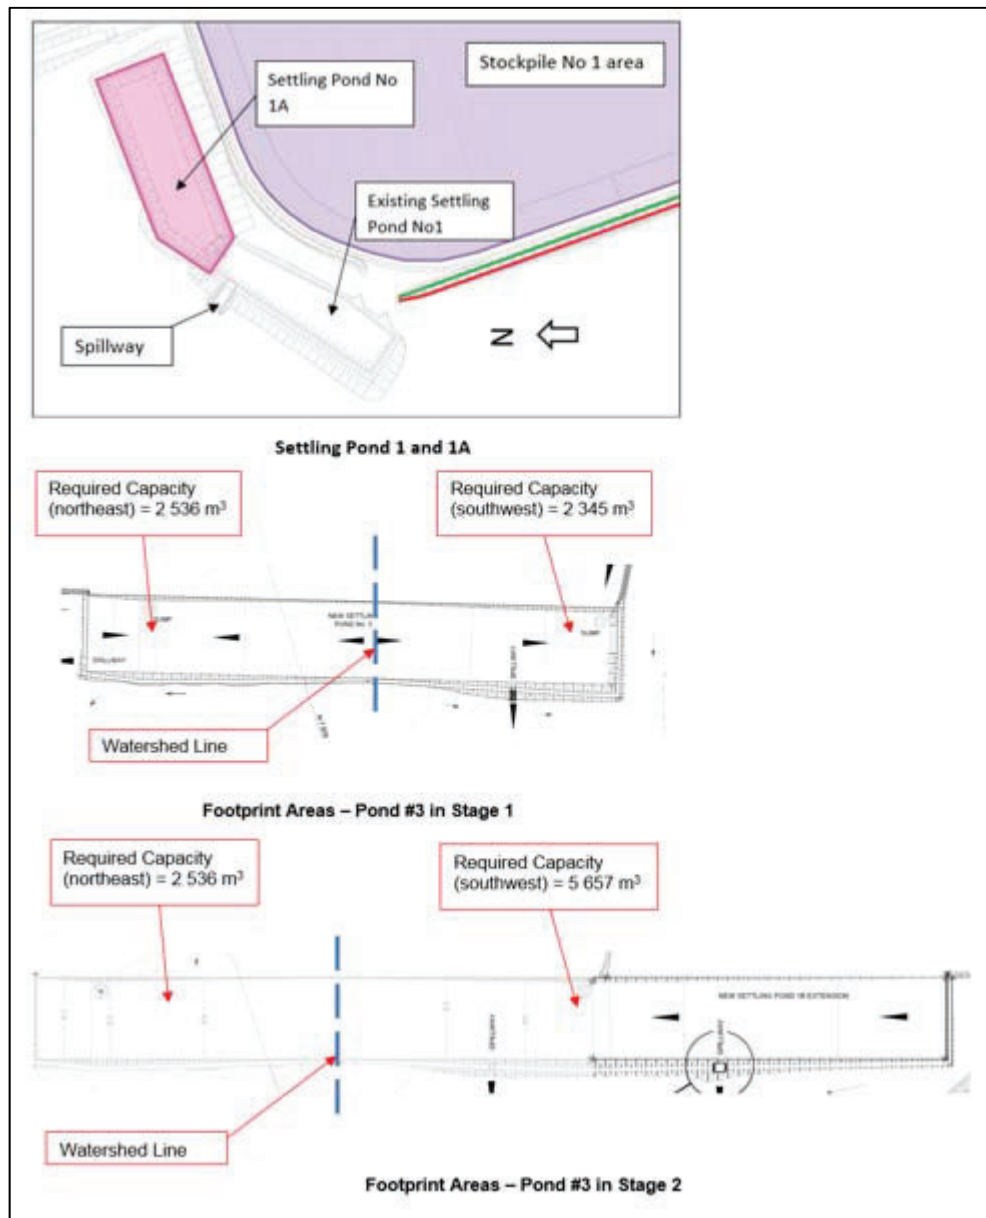 Stockpile No 1 area
Settling Pond No
1A
Existing Settling
Pond No1
Spillway
N
Settling Pond 1 and 1A
Required Capacity
(northeast) = 2 536 m³
Required Capacity
(southwest) = 2 345 m³
SUMP
NEW SETTLING
POND No. 3
SUMP
SPILLWAY
SPILLWAY
Watershed Line
Footprint Areas – Pond #3 in Stage 1
Required Capacity
(northeast) = 2 536 m³
Required Capacity
(southwest) = 5 657 m³
NEW SETTLING POND 1B EXTENSION
SPILLWAY
SPILLWAY
Watershed Line
Footprint Areas – Pond #3 in Stage 2